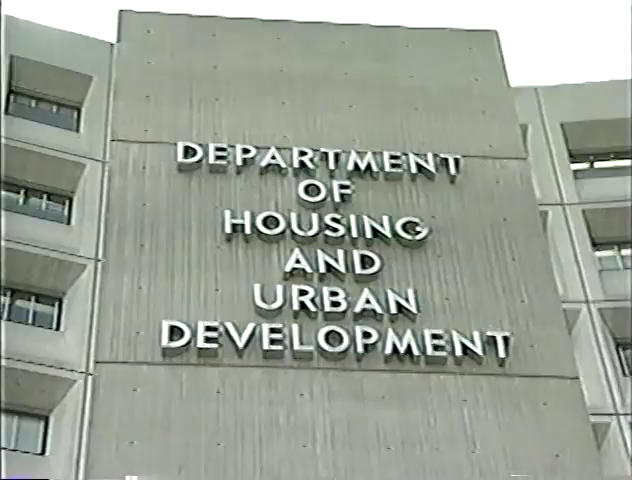 DEPARTMENT
OF
HOUSING
AND
URBAN
DEVELOPMENT